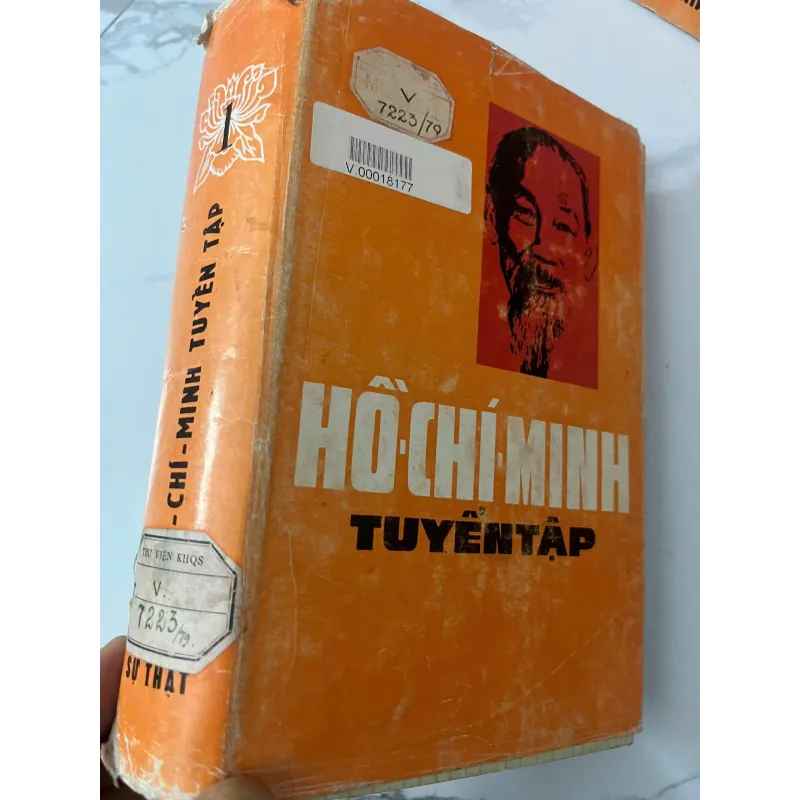 1
-CHÍ-MINH TUYỂN TẬP
THƯ VIỆN KHQS
V.
7223/79.
SỰ THẬT
V
7223/79
V.00018177
HỒ-CHÍ-MINH
TUYỂN TẬP